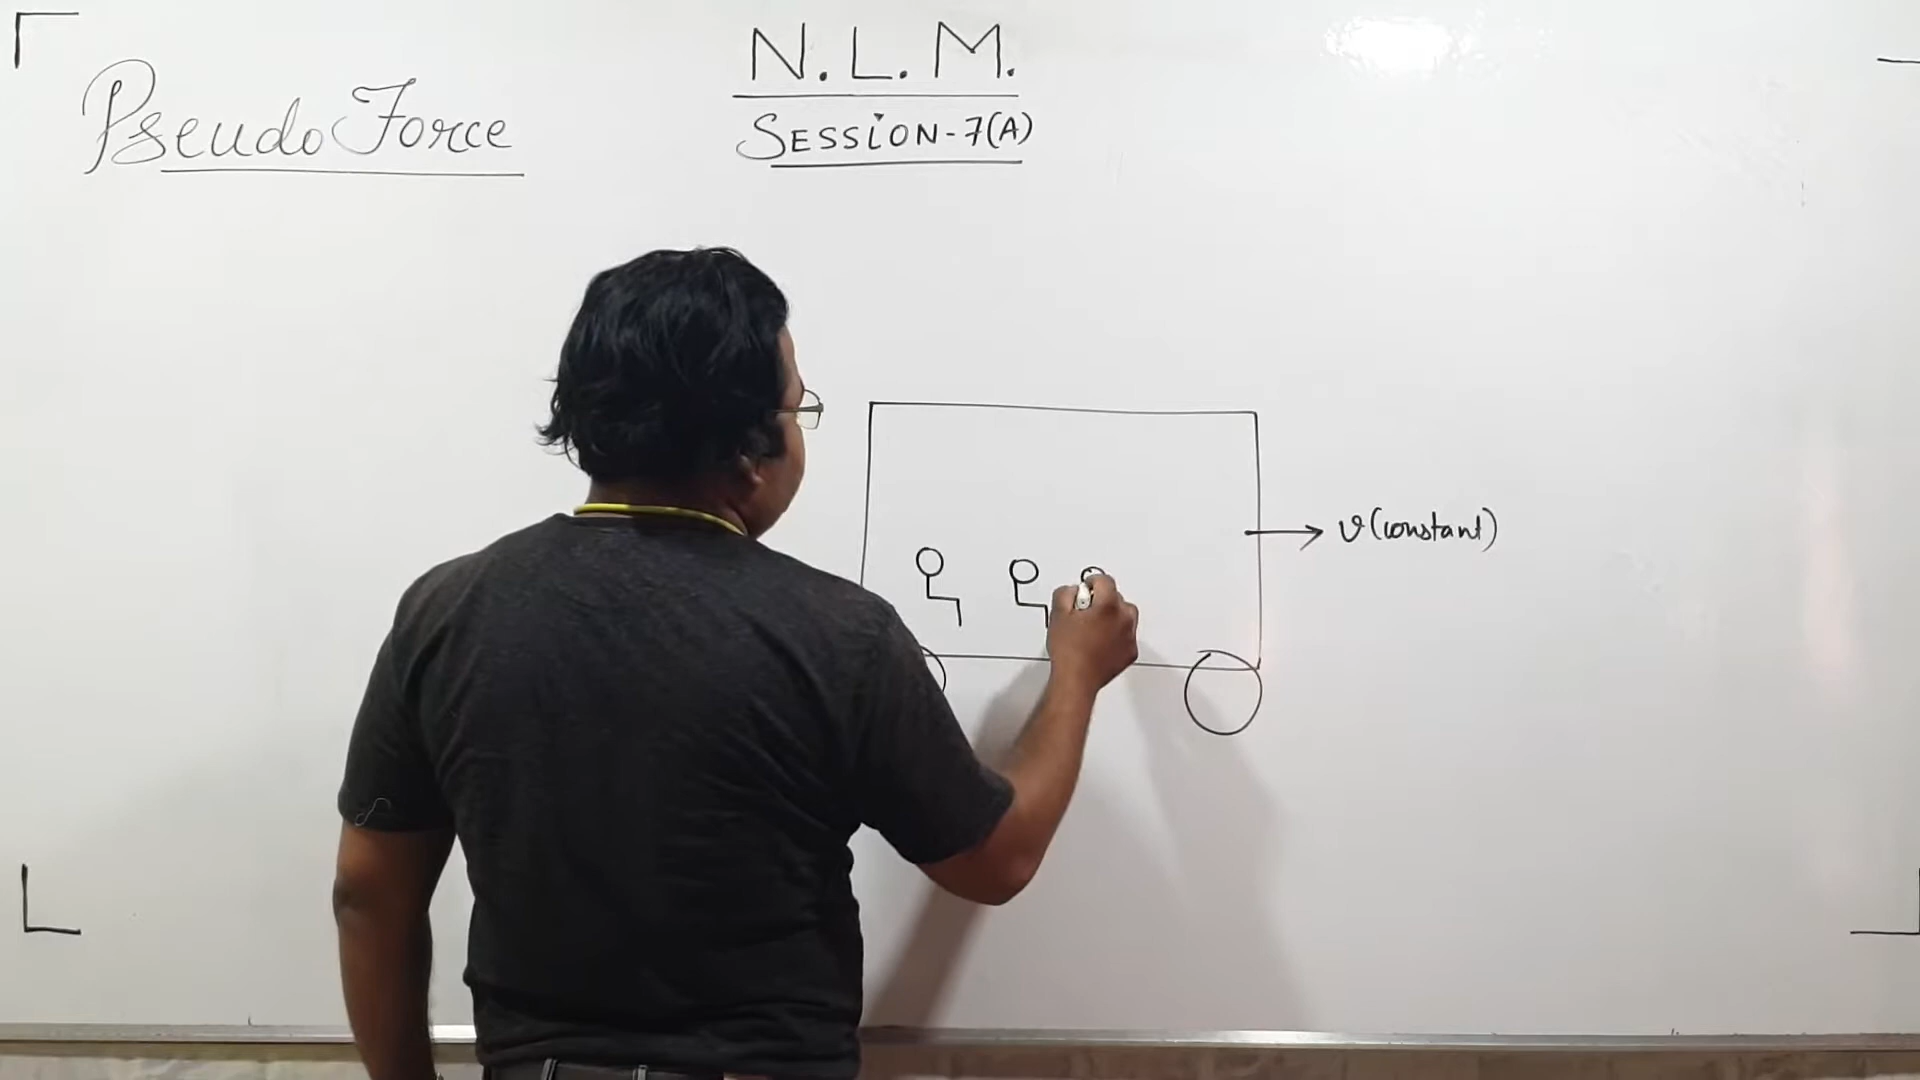 N.L.M.
Pseudo Force
SESSION-7(A)
v (constant)